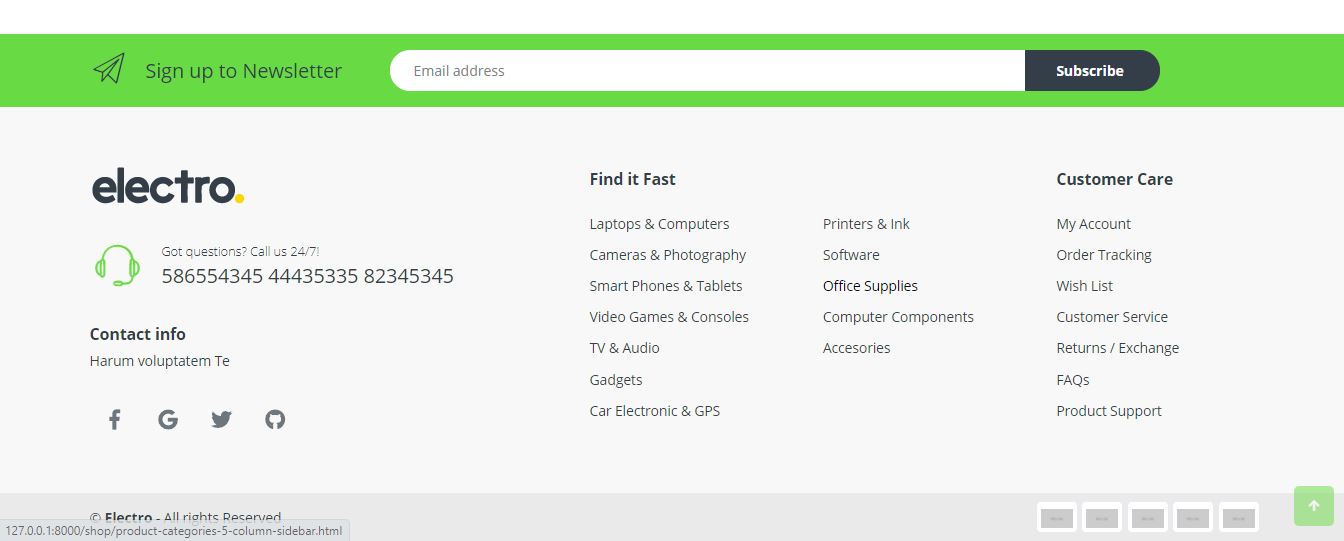 Sign up to Newsletter
Email address
Subscribe
electro.
Got questions? Call us 24/7!
586554345 44435335 82345345
Contact info
Harum voluptatem Te
Find it Fast
Laptops & Computers
Cameras & Photography
Smart Phones & Tablets
Video Games & Consoles
TV & Audio
Gadgets
Car Electronic & GPS
Printers & Ink
Software
Office Supplies
Computer Components
Accesories
Customer Care
My Account
Order Tracking
Wish List
Customer Service
Returns / Exchange
FAQs
Product Support
© Electro - All rights Reserved
127.0.0.1:8000/shop/product-categories-5-column-sidebar.html